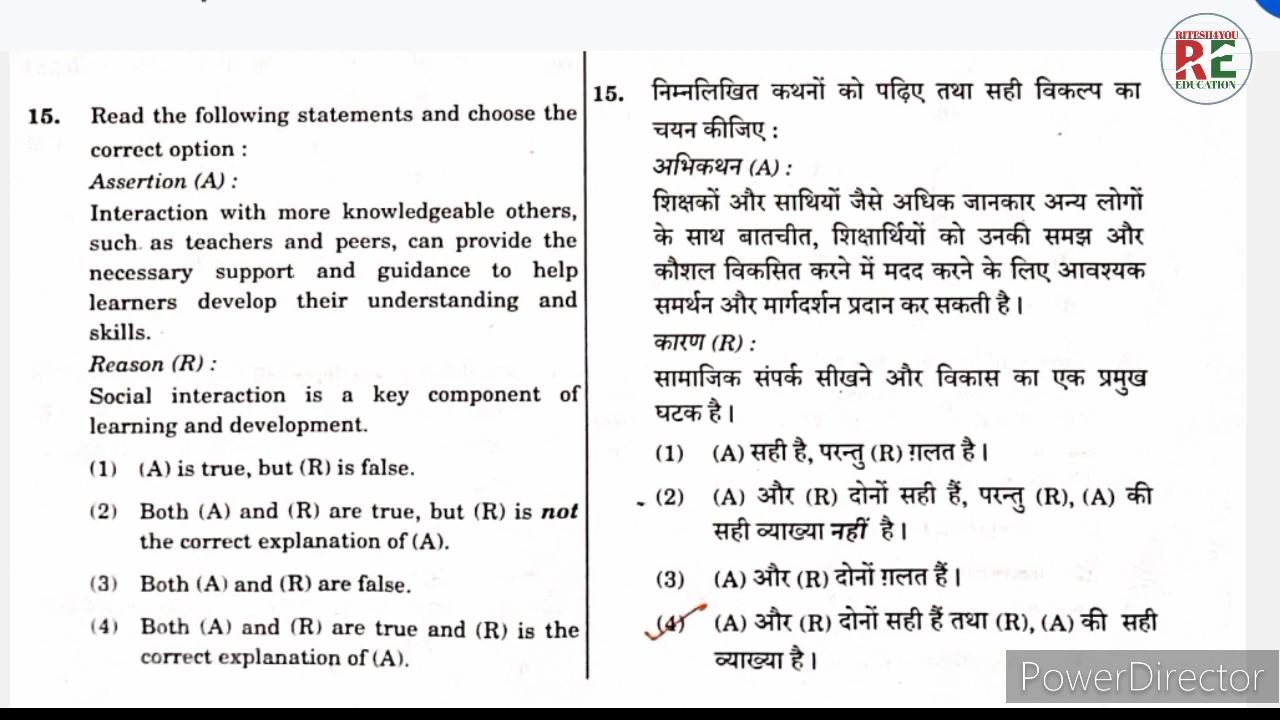 RITESH4YOU
RE
EDUCATION
15. Read the following statements and choose the
correct option :
Assertion (A) :
Interaction with more knowledgeable others,
such as teachers and peers, can provide the
necessary support and guidance to help
learners develop their understanding and
skills.
Reason (R) :
Social interaction is a key component of
learning and development.
(1) (A) is true, but (R) is false.
(2) Both (A) and (R) are true, but (R) is not
the correct explanation of (A).
(3) Both (A) and (R) are false.
(4) Both (A) and (R) are true and (R) is the
correct explanation of (A).
15. निम्नलिखित कथनों को पढ़िए तथा सही विकल्प का
चयन कीजिए :
अभिकथन (A) :
शिक्षकों और साथियों जैसे अधिक जानकार अन्य लोगों
के साथ बातचीत, शिक्षार्थियों को उनकी समझ और
कौशल विकसित करने में मदद करने के लिए आवश्यक
समर्थन और मार्गदर्शन प्रदान कर सकती है।
कारण (R) :
सामाजिक संपर्क सीखने और विकास का एक प्रमुख
घटक है।
(1) (A) सही है, परन्तु (R) ग़लत है।
(2) (A) और (R) दोनों सही हैं, परन्तु (R), (A) की
सही व्याख्या नहीं है।
(3) (A) और (R) दोनों ग़लत हैं।
(4) (A) और (R) दोनों सही हैं तथा (R), (A) की सही
व्याख्या है।
PowerDirector